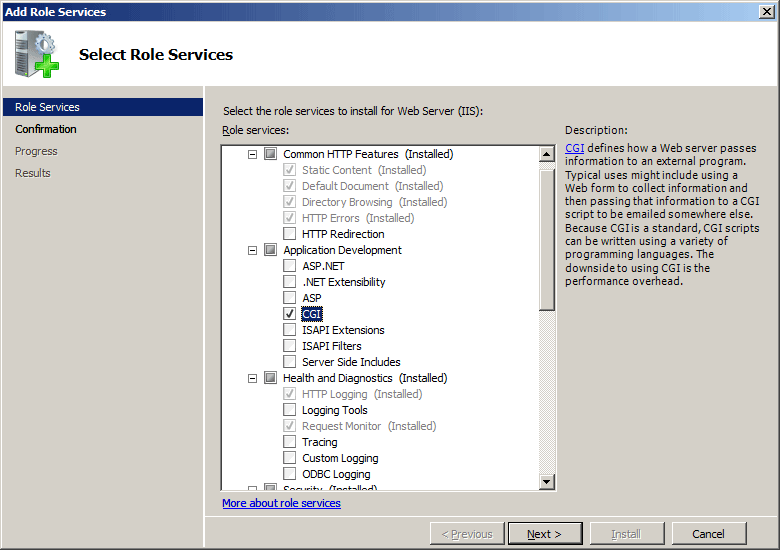 Add Role Services
Select Role Services
Role Services
Confirmation
Progress
Results
Select the role services to install for Web Server (IIS):
Role services:
Common HTTP Features (Installed)
Static Content (Installed)
Default Document (Installed)
Directory Browsing (Installed)
HTTP Errors (Installed)
HTTP Redirection
Application Development
ASP.NET
.NET Extensibility
ASP
CGI
ISAPI Extensions
ISAPI Filters
Server Side Includes
Health and Diagnostics (Installed)
HTTP Logging (Installed)
Logging Tools
Request Monitor (Installed)
Tracing
Custom Logging
ODBC Logging
Security (Installed)
More about role services
Description:
CGI defines how a Web server passes
information to an external program.
Typical uses might include using a
Web form to collect information and
then passing that information to a CGI
script to be emailed somewhere else.
Because CGI is a standard, CGI scripts
can be written using a variety of
programming languages. The
downside to using CGI is the
performance overhead.
< Previous
Next >
Install
Cancel